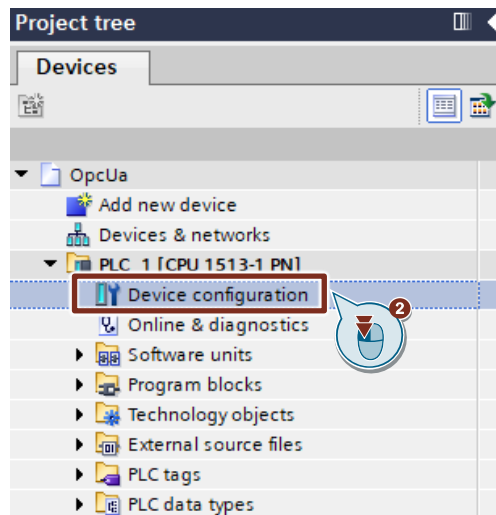 Project tree
Devices
OpcUa
Add new device
Devices & networks
PLC_1 [CPU 1513-1 PN]
Device configuration
2
Online & diagnostics
Software units
Program blocks
Technology objects
External source files
PLC tags
PLC data types